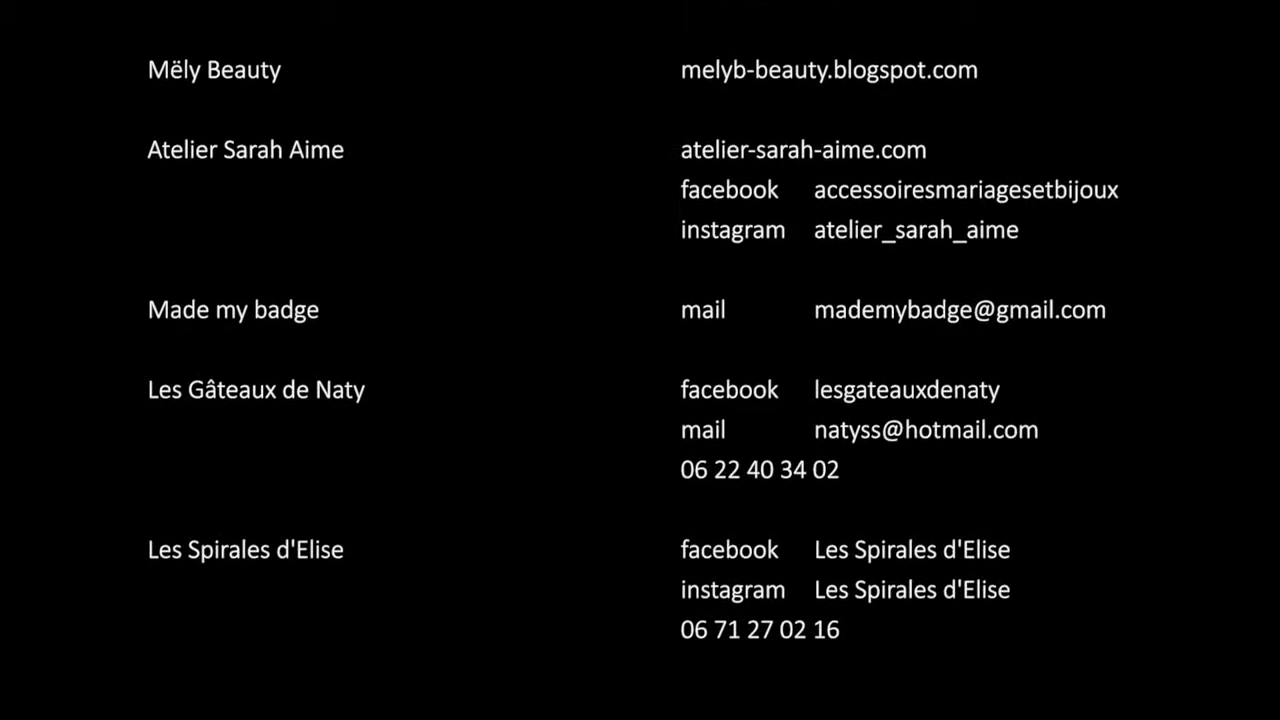 Mëly Beauty melyb-beauty.blogspot.com
Atelier Sarah Aime atelier-sarah-aime.com
facebook accessoiresmariagesetbijoux
instagram atelier_sarah_aime
Made my badge mail mademybadge@gmail.com
Les Gâteaux de Naty facebook lesgateauxdenaty
mail natyss@hotmail.com
06 22 40 34 02
Les Spirales d'Elise facebook Les Spirales d'Elise
instagram Les Spirales d'Elise
06 71 27 02 16